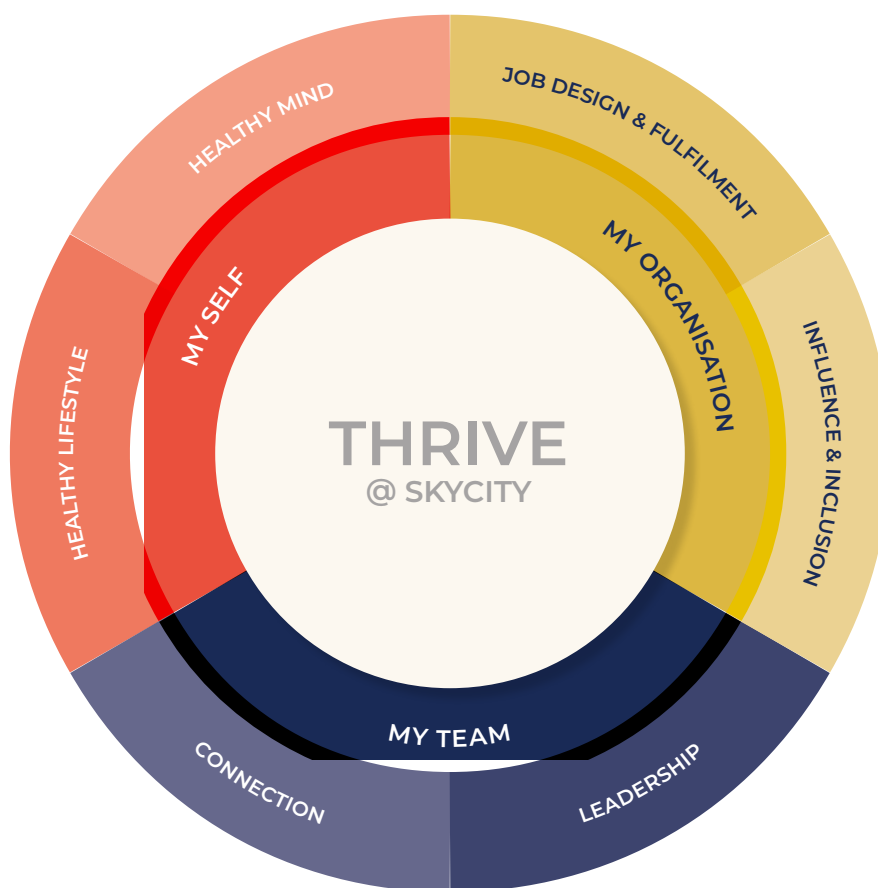 HEALTHY MIND
JOB DESIGN & FULFILMENT
MY SELF
MY ORGANISATION
HEALTHY LIFESTYLE
INFLUENCE & INCLUSION
THRIVE
@ SKYCITY
MY TEAM
CONNECTION
LEADERSHIP